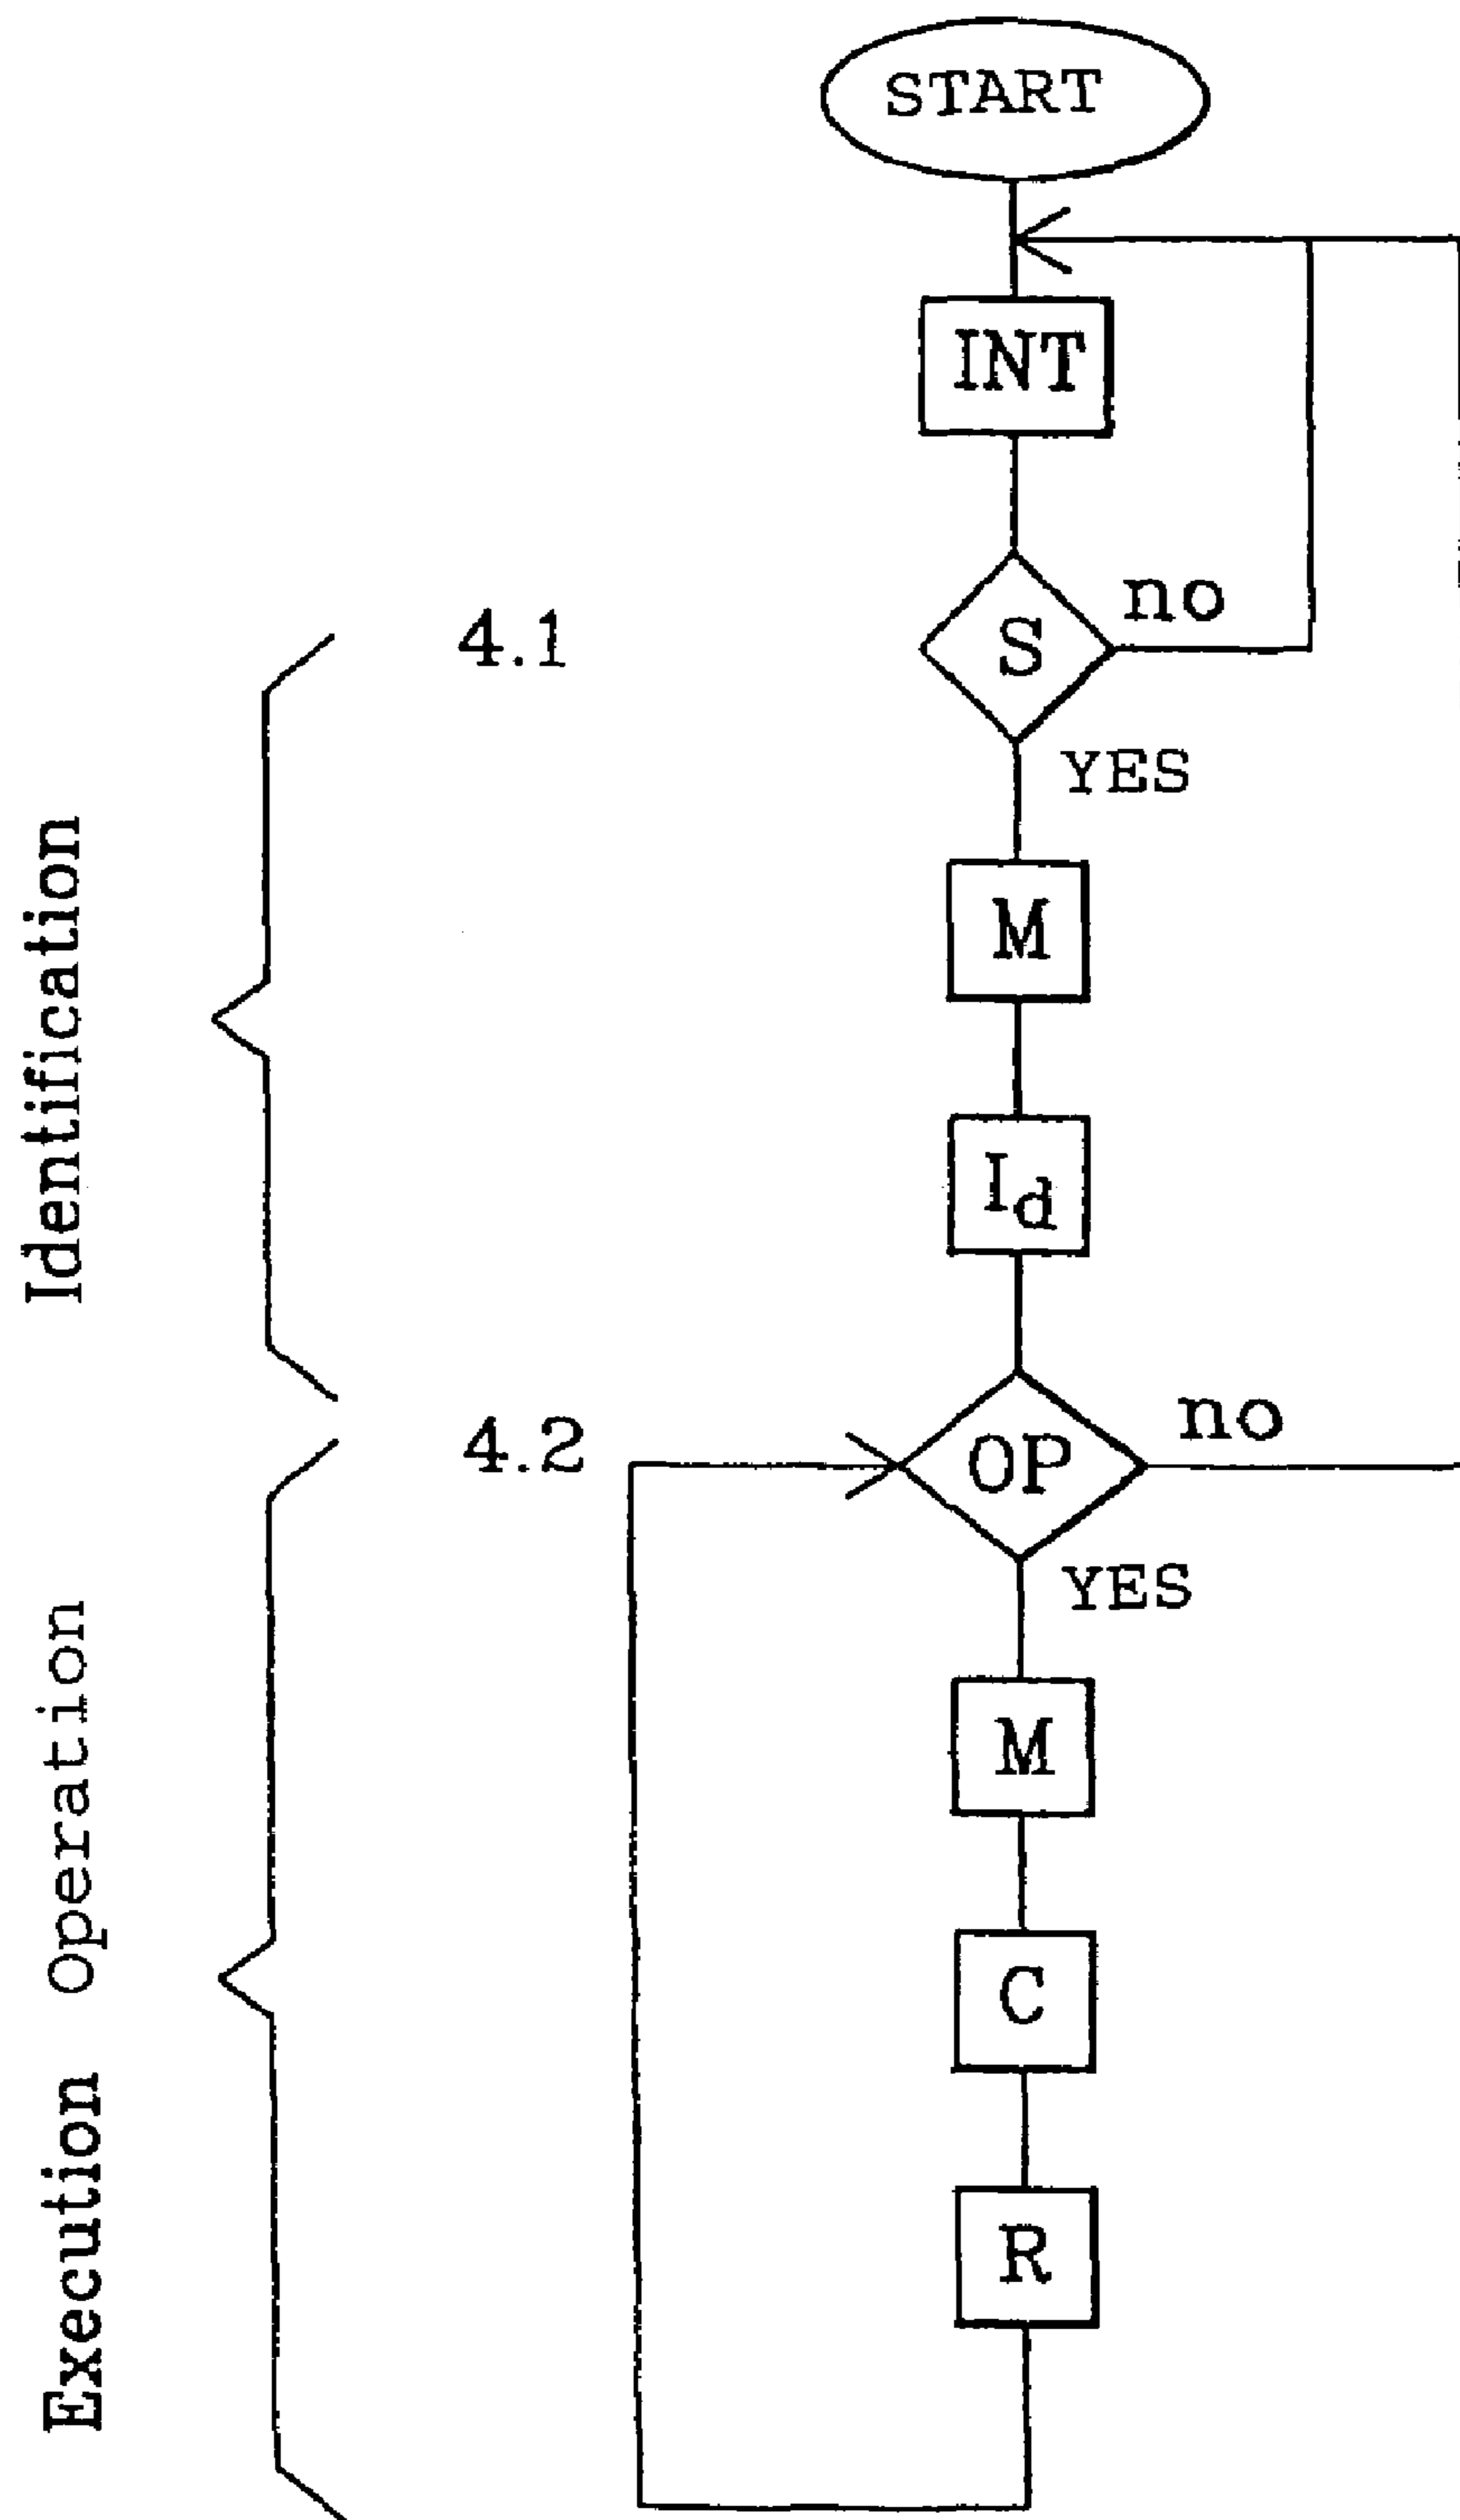 START
INT
4.1
S
no
YES
Identification
M
Id
4.2
OP
no
YES
Execution Operation
M
C
R